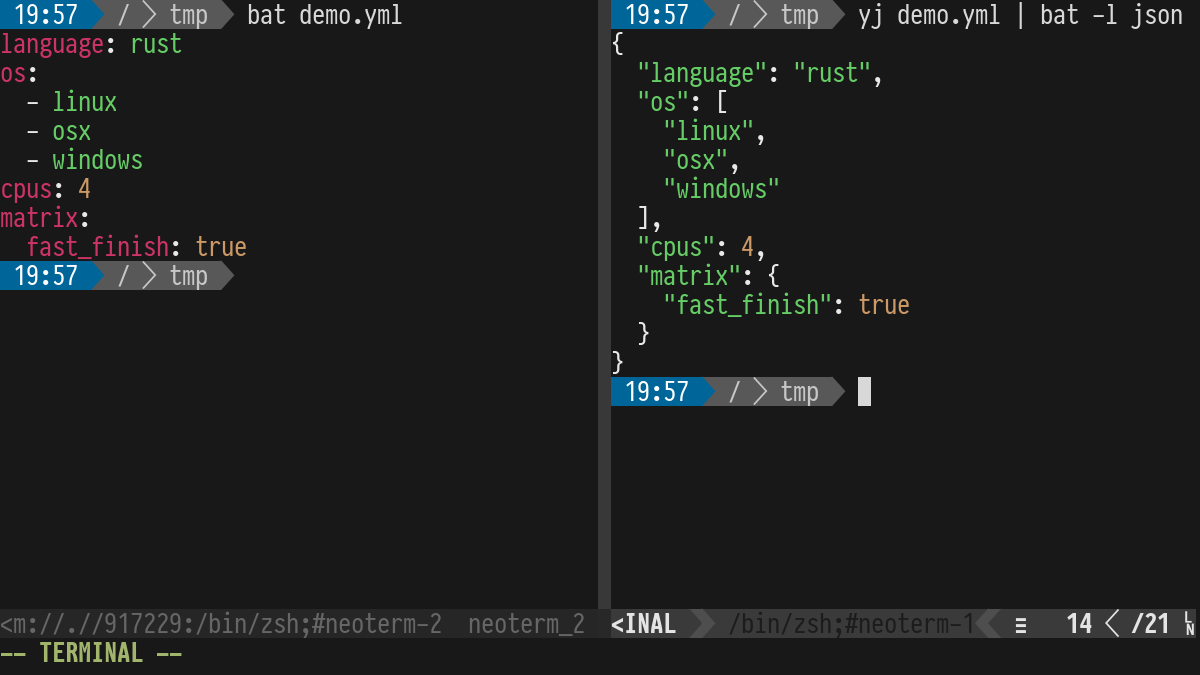 19:57 / tmp bat demo.yml
language: rust
os:
  - linux
  - osx
  - windows
cpus: 4
matrix:
  fast_finish: true
19:57 / tmp
19:57 / tmp yj demo.yml | bat -l json
{
  "language": "rust",
  "os": [
    "linux",
    "osx",
    "windows"
  ],
  "cpus": 4,
  "matrix": {
    "fast_finish": true
  }
}
19:57 / tmp
<m://.//917229:/bin/zsh;#neoterm-2 neoterm_2
<INAL /bin/zsh;#neoterm-1 ≡ 14 /21 LN
-- TERMINAL --